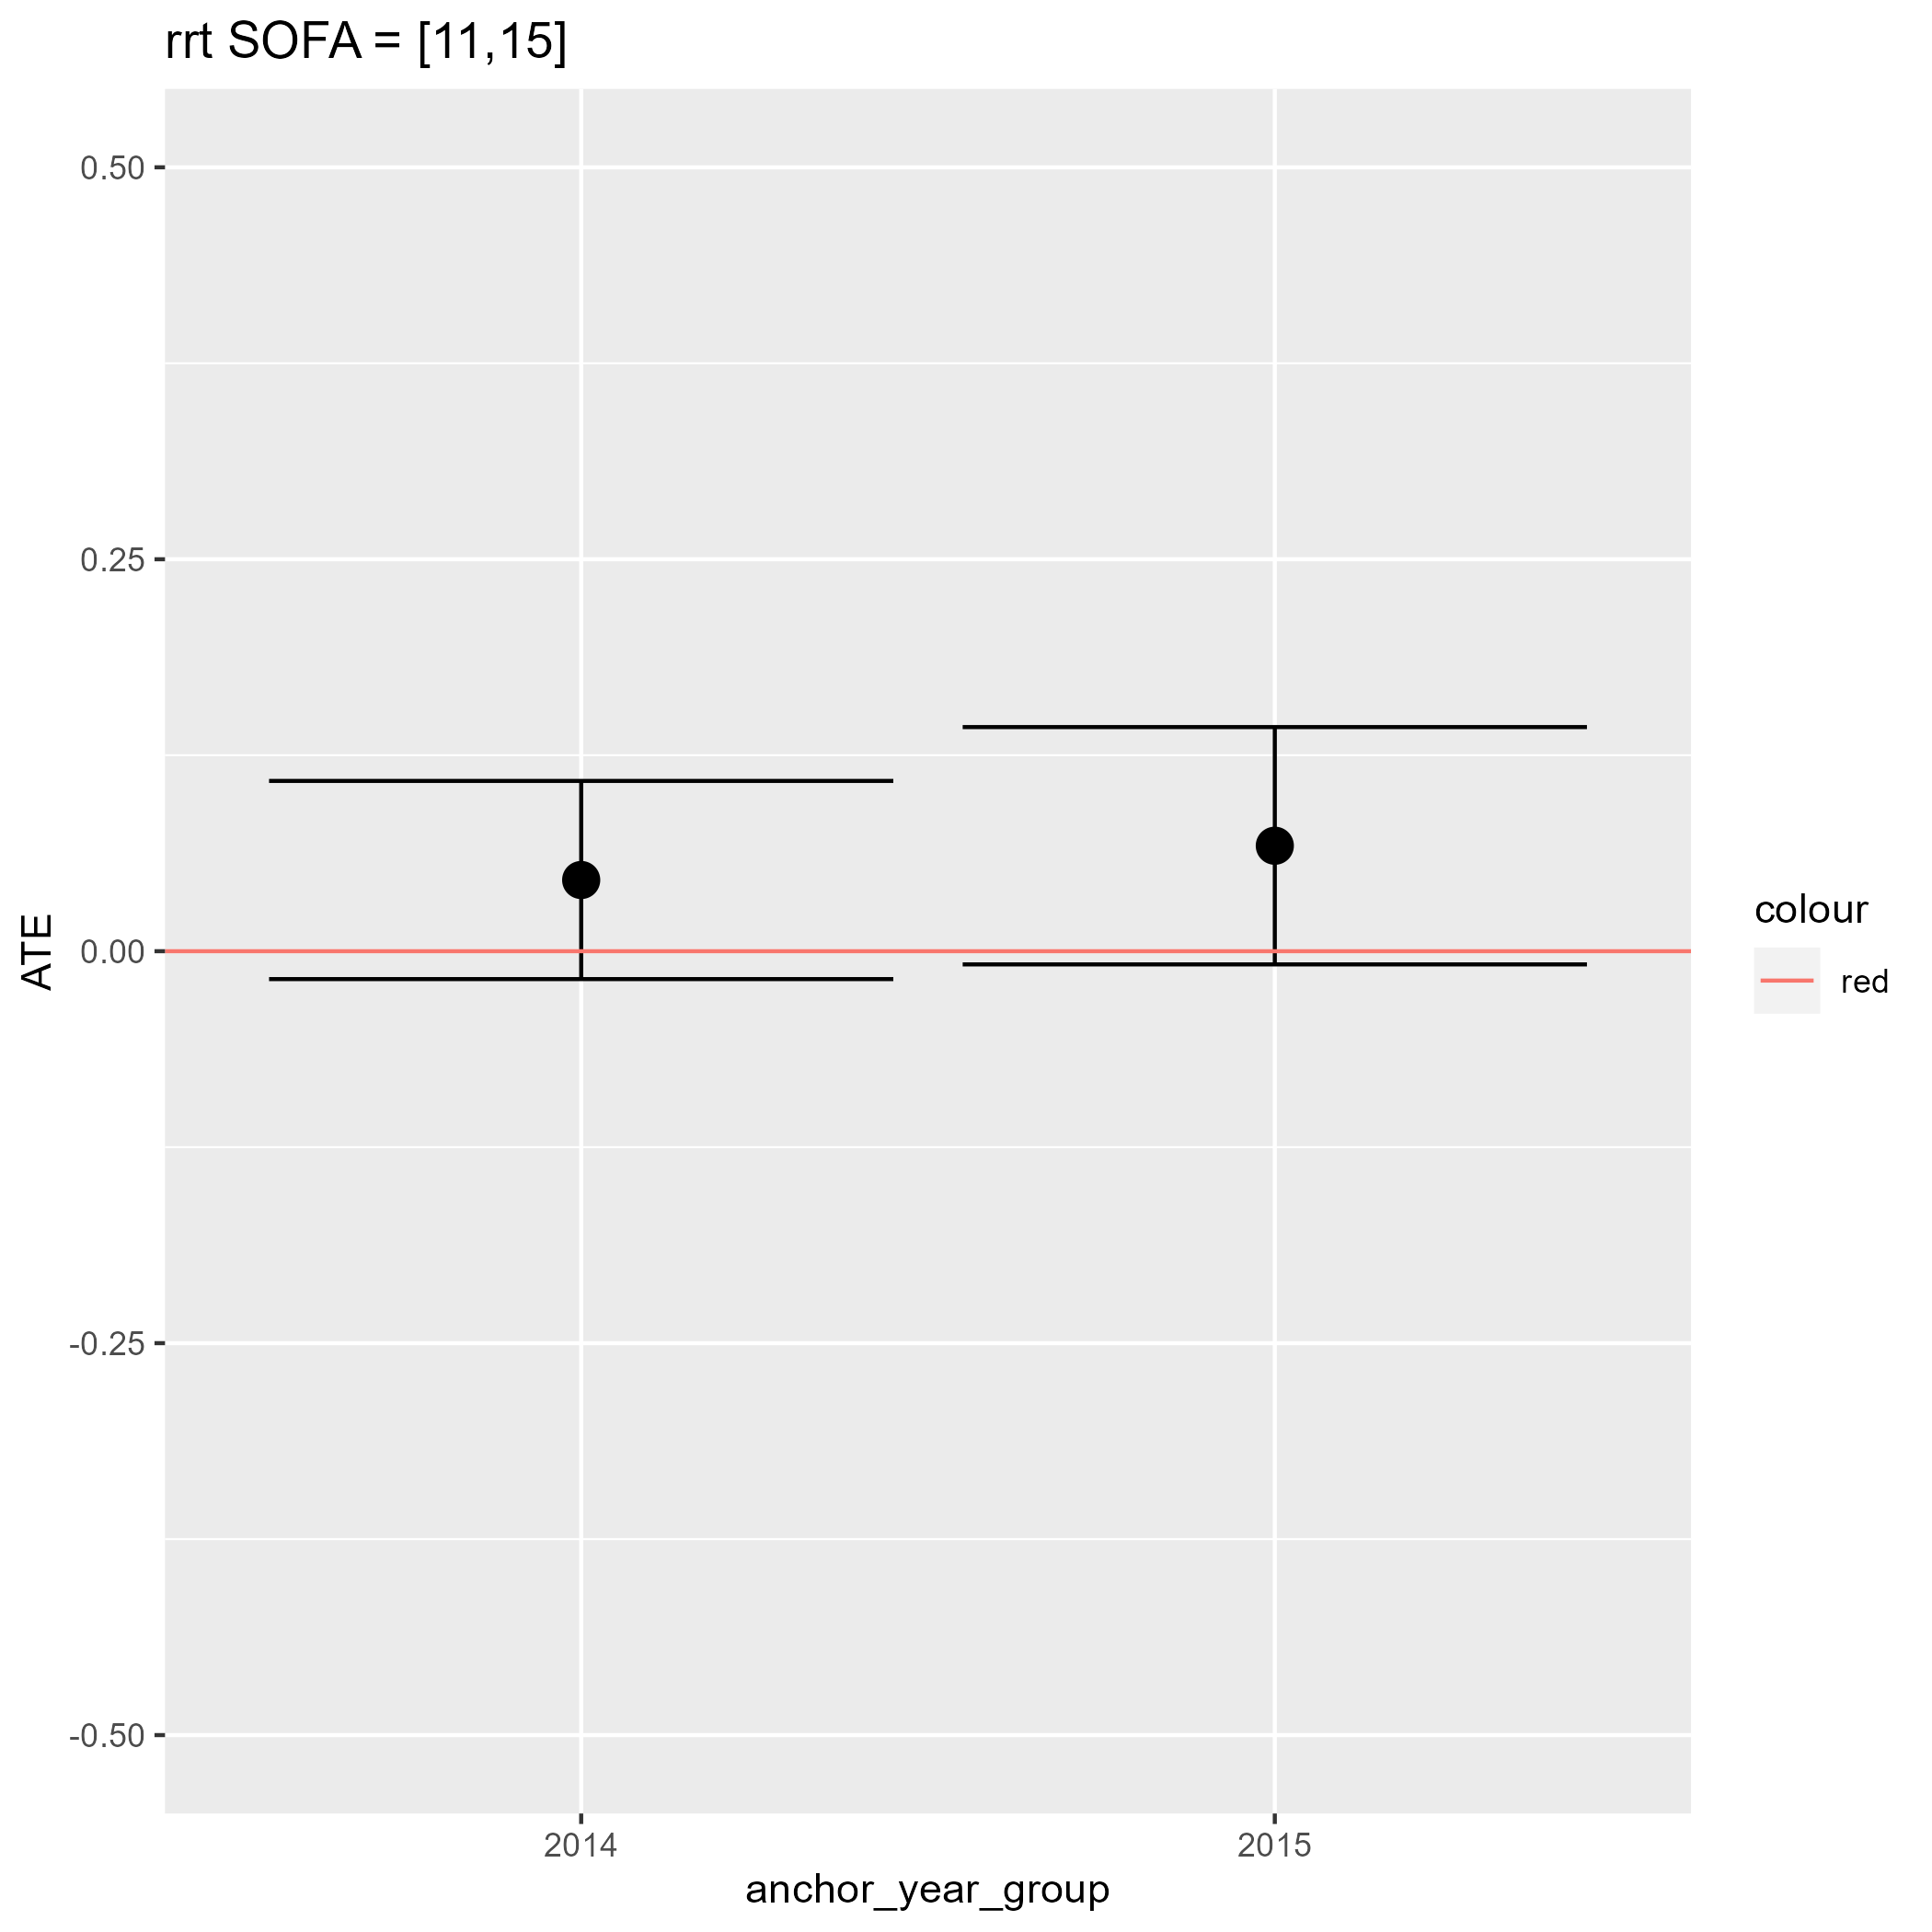 rrt SOFA = [11,15]
0.50
0.25
0.00
-0.25
-0.50
ATE
2014
2015
anchor_year_group
colour
red